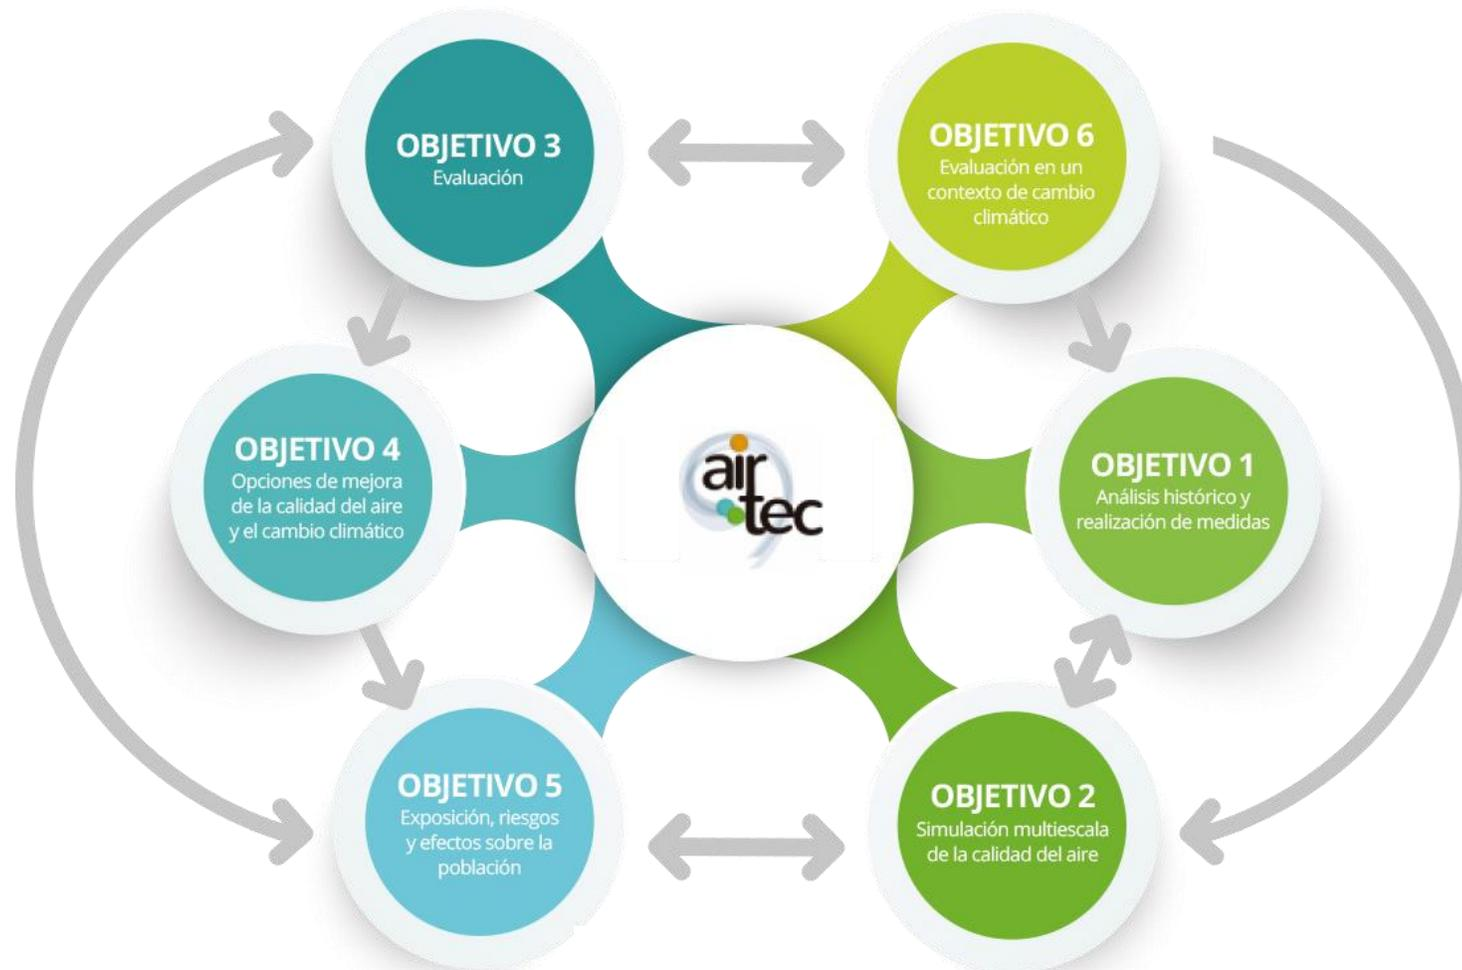 OBJETIVO 3
Evaluación
OBJETIVO 6
Evaluación en un
contexto de cambio
climático
OBJETIVO 4
Opciones de mejora
de la calidad del aire
y el cambio climático
air
tec
OBJETIVO 1
Análisis histórico y
realización de medidas
OBJETIVO 5
Exposición, riesgos
y efectos sobre la
población
OBJETIVO 2
Simulación multiescala
de la calidad del aire